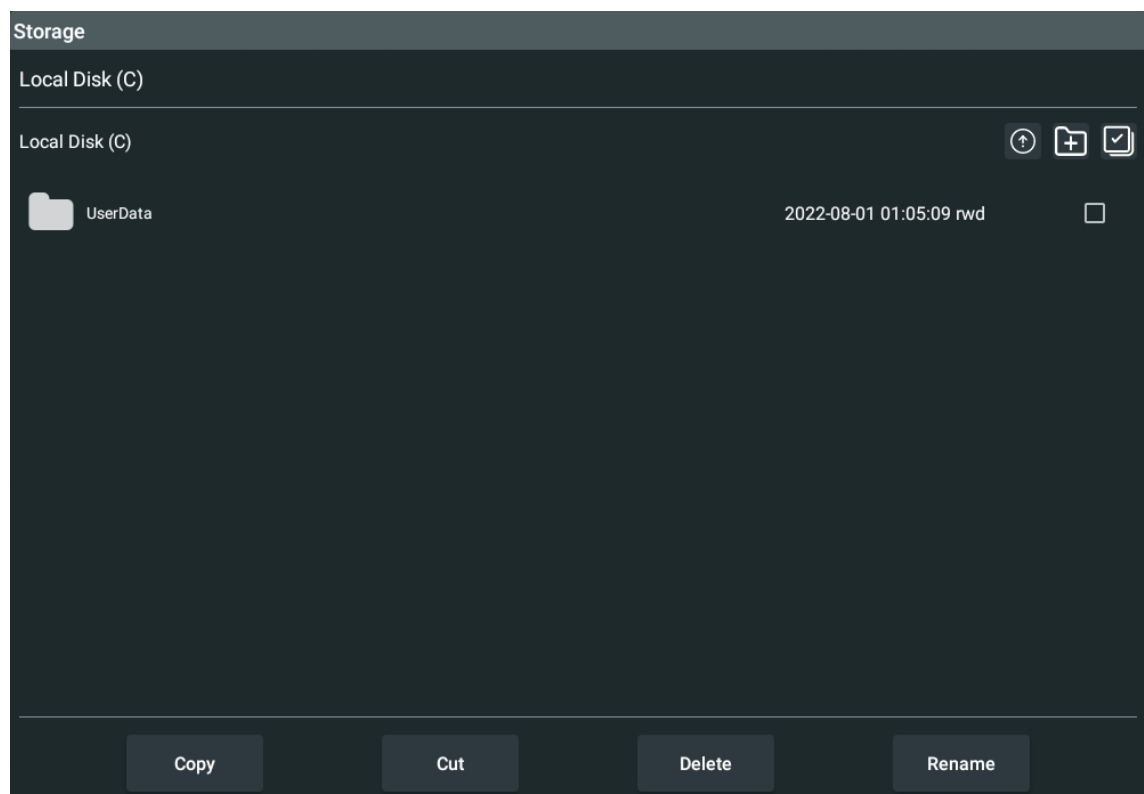 Storage
Local Disk (C)
Local Disk (C)
UserData 2022-08-01 01:05:09 rwd
Copy Cut Delete Rename